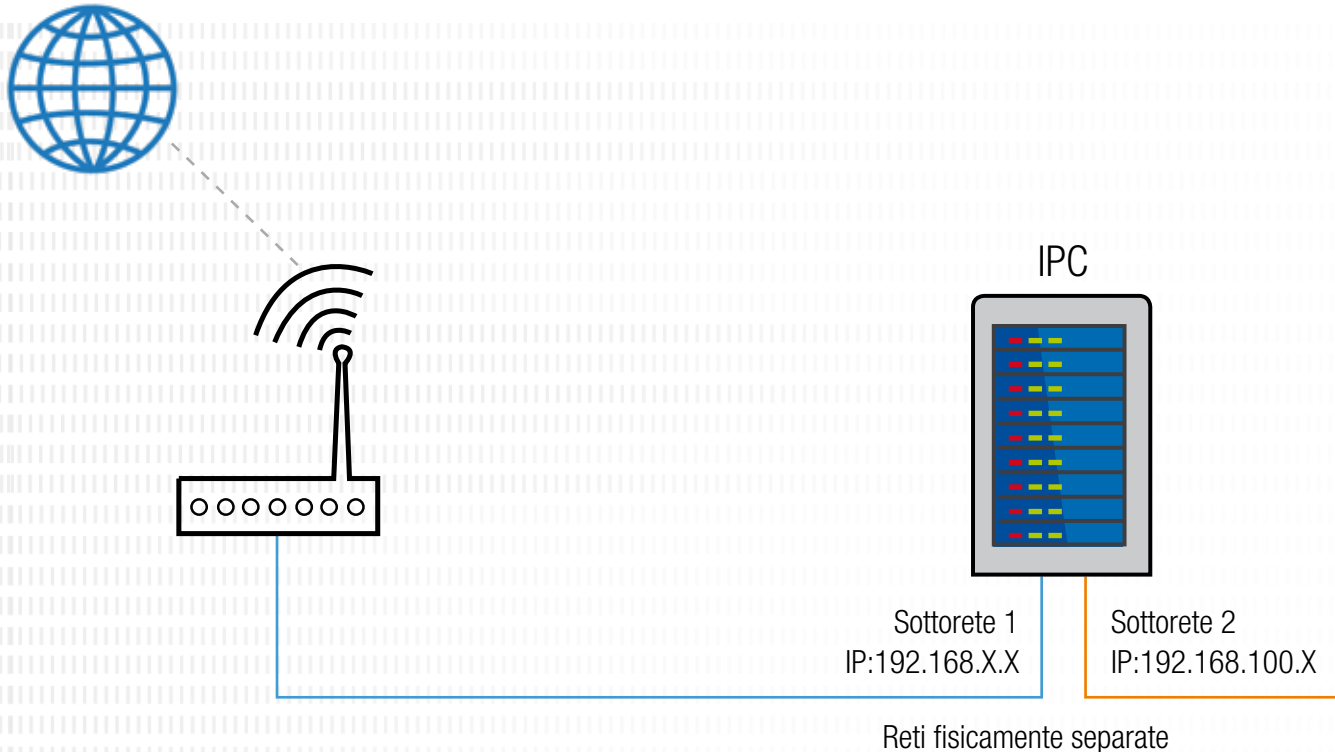 IPC
Sottorete 1
IP:192.168.X.X
Sottorete 2
IP:192.168.100.X
Reti fisicamente separate